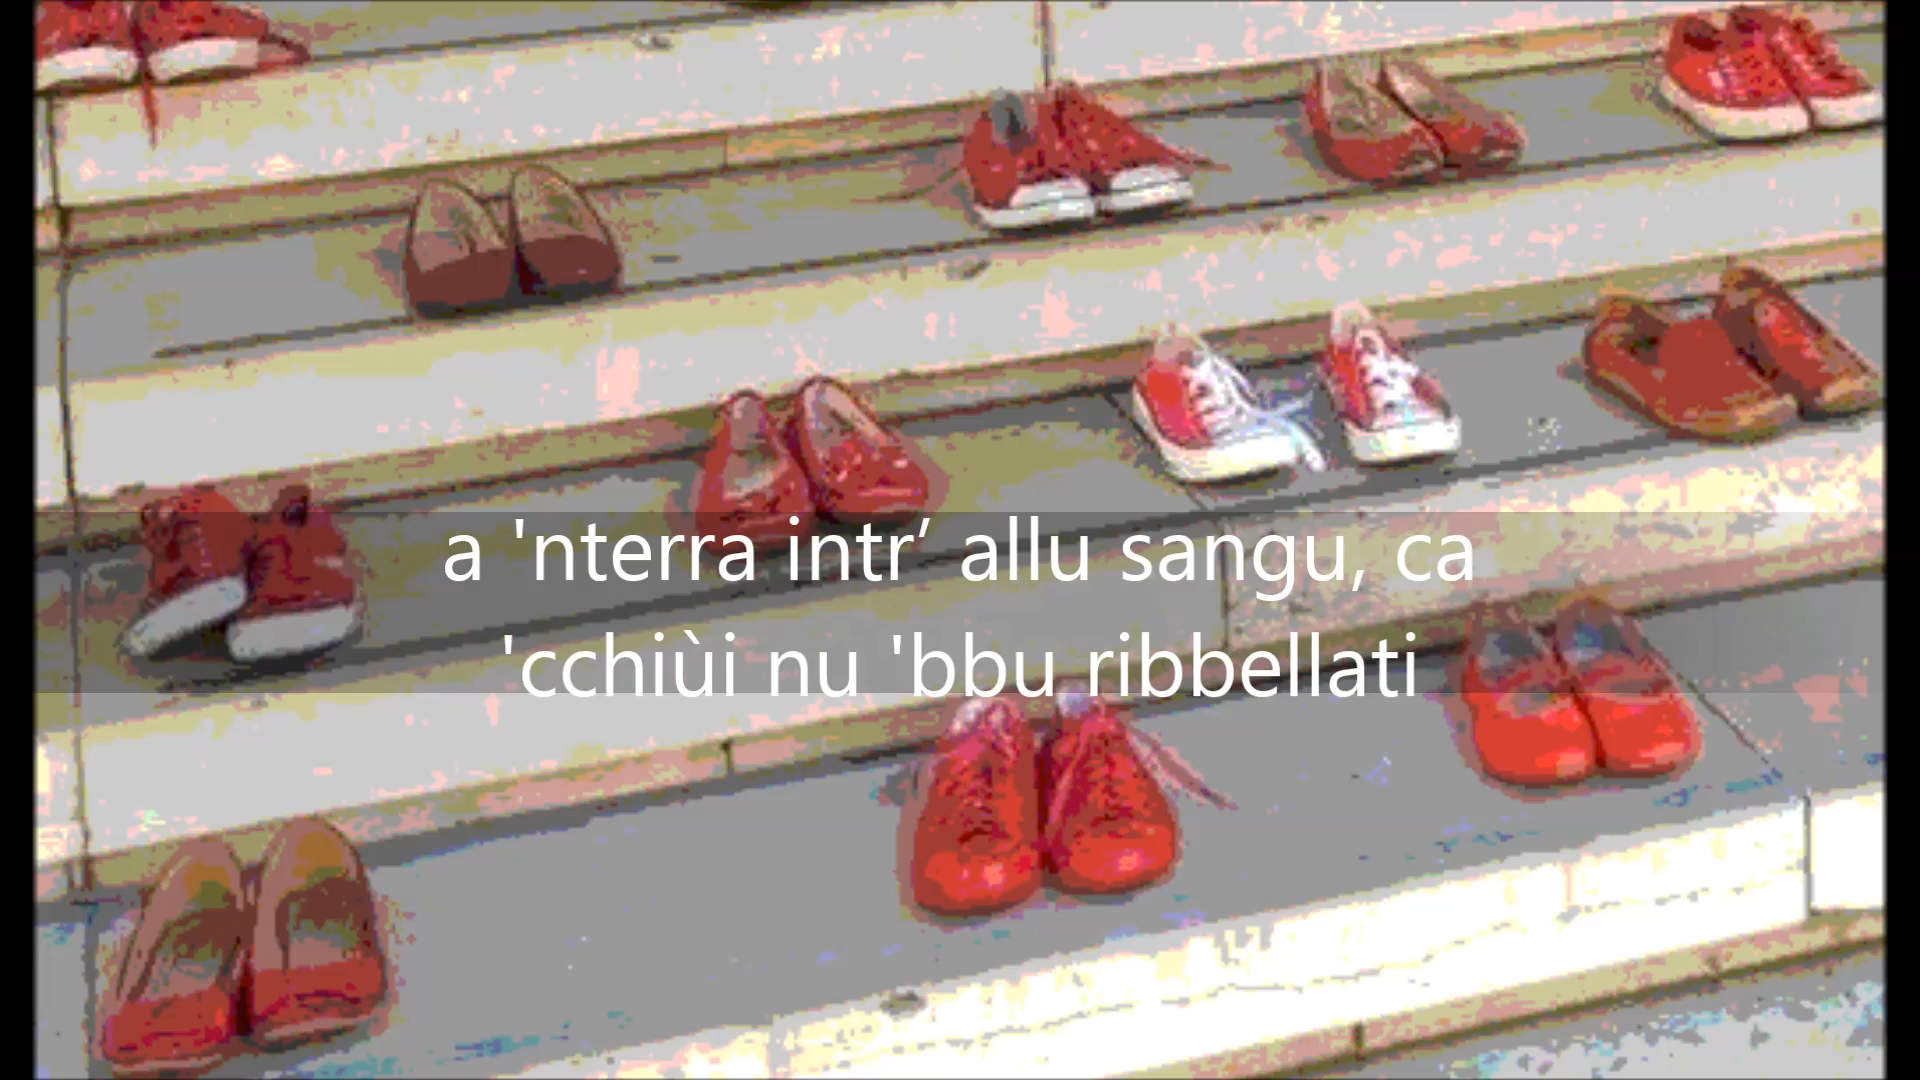 a 'nterra intr’ allu sangu, ca
'cchiùi nu 'bbu ribbellati